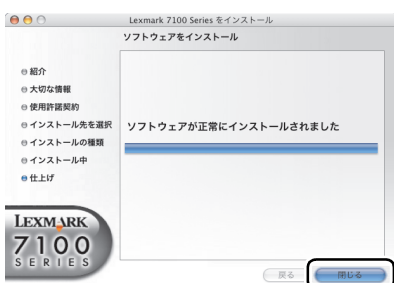 Lexmark 7100 Series をインストール
ソフトウェアをインストール
紹介
大切な情報
使用許諾契約
インストール先を選択
インストールの種類
インストール中
仕上げ
ソフトウェアが正常にインストールされました
LEXMARK
7100
SERIES
戻る
閉じる